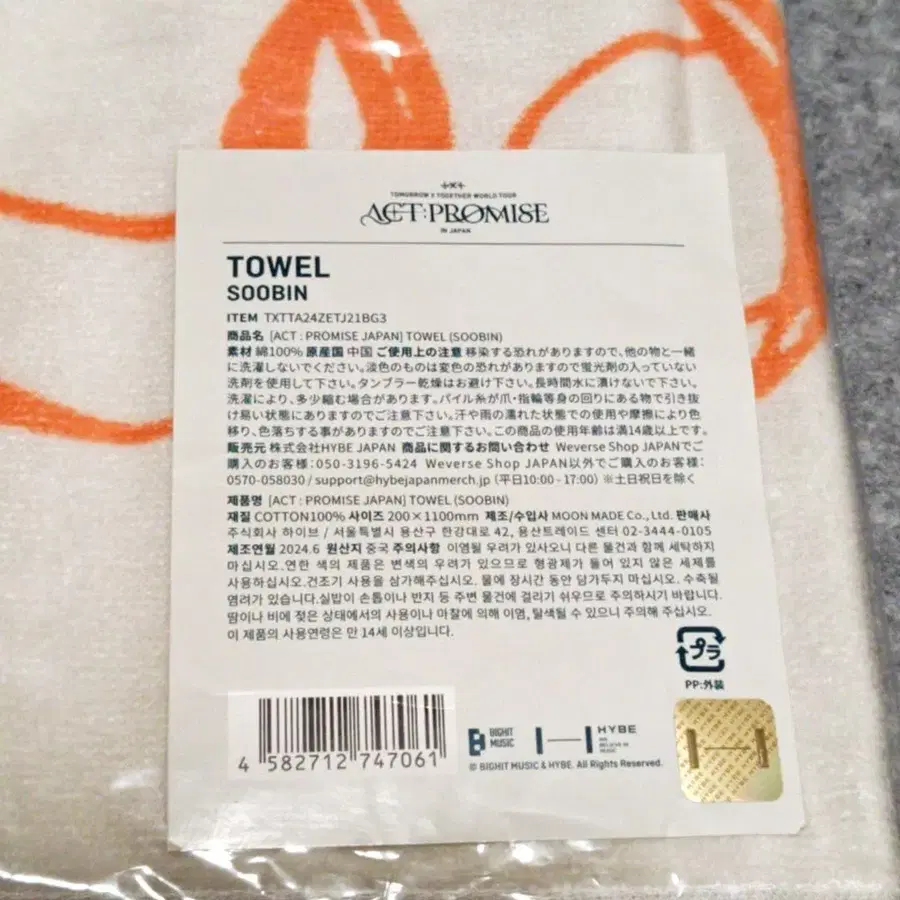 TOMORROW X TOGETHER WORLD TOUR
ACT:PROMISE
IN JAPAN
TOWEL
SOOBIN
ITEM TXTTA24ZETJ21BG3
商品名 [ACT : PROMISE JAPAN] TOWEL (SOOBIN)
素材 綿100% 原産国 中国 ご使用上の注意 移染する恐れがありますので、他の物と一緒
に洗濯しないでください。淡色のものは変色の恐れがありますので蛍光剤の入っていない
洗剤を使用して下さい。タンブラー乾燥はお避け下さい。長時間水に漬けないで下さい。
洗濯により、多少縮む場合があります。パイル糸が爪・指輪等身の回りにある物で引き抜
け易い状態にありますのでご注意下さい。汗や雨の濡れた状態での使用や摩擦により色
移り、色落ちする事がありますのでご注意下さい。この商品の使用年齢は満14歳以上です。
販売元 株式会社HYBE JAPAN 商品に関するお問い合わせ Weverse Shop JAPANでご
購入のお客様：050-3196-5424 Weverse Shop JAPAN以外でご購入のお客様：
0570-058030 / support@hybejapanmerch.jp (平日10:00 - 17:00) ※土日祝日を除く
제품명 [ACT : PROMISE JAPAN] TOWEL (SOOBIN)
재질 COTTON100% 사이즈 200 × 1100mm 제조/수입사 MOON MADE Co., Ltd. 판매사
주식회사 하이브 / 서울특별시 용산구 한강대로 42, 용산트레이드 센터 02-3444-0105
제조연월 2024.6 원산지 중국 주의사항 이염될 우려가 있사오니 다른 물건과 함께 세탁하지
마십시오.연한 색의 제품은 변색의 우려가 있으므로 형광제가 들어 있지 않은 세제를
사용하십시오.건조기 사용을 삼가해주십시오. 물에 장시간 동안 담가두지 마십시오. 수축될
염려가 있습니다.실밥이 손톱이나 반지 등 주변 물건에 걸리기 쉬우므로 주의하시기 바랍니다.
땀이나 비에 젖은 상태에서의 사용이나 마찰에 의해 이염, 탈색될 수 있으니 주의해 주십시오.
이 제품의 사용연령은 만 14세 이상입니다.
プラ
PP:外装
4 582712 747061
BIGHIT
MUSIC
HYBE
WE
BELIEVE IN
MUSIC
© BIGHIT MUSIC & HYBE. All Rights Reserved.